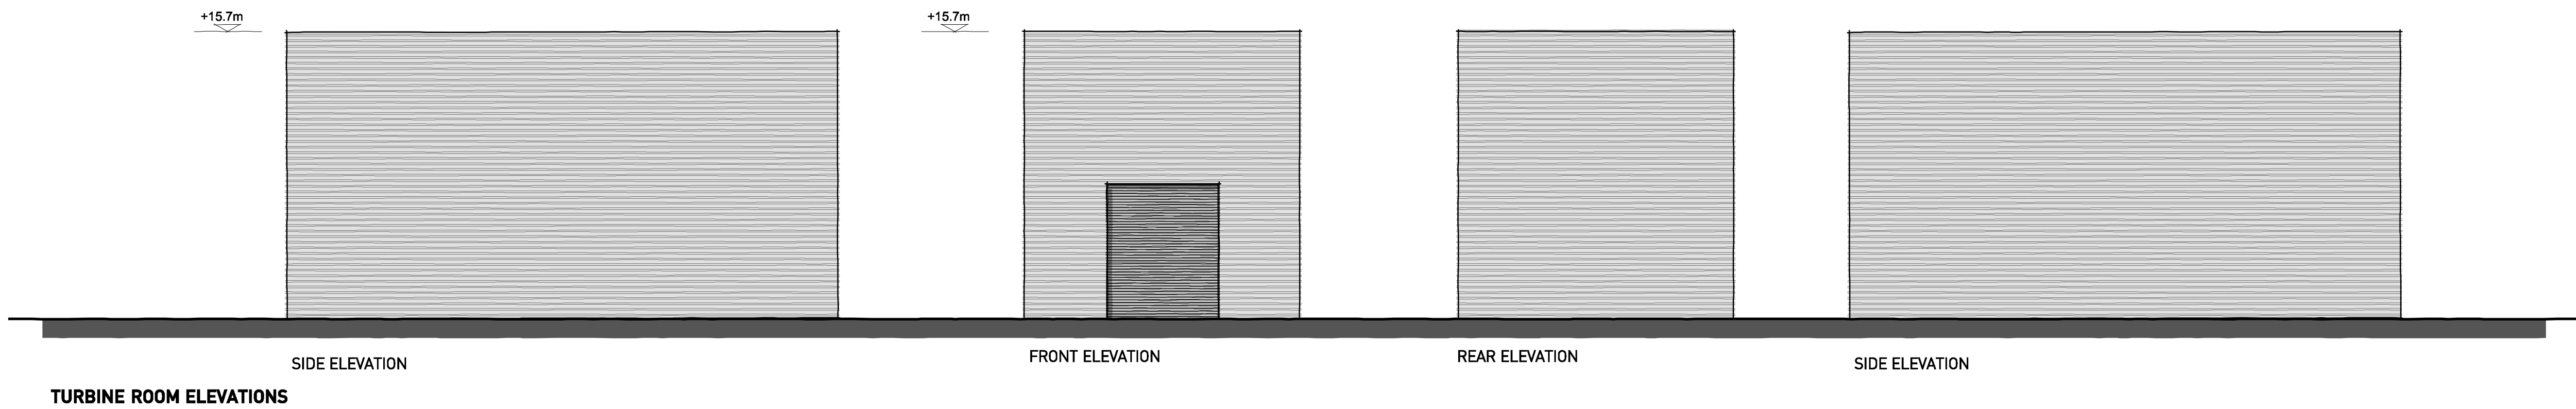 +15.7m
+15.7m
SIDE ELEVATION
FRONT ELEVATION
REAR ELEVATION
SIDE ELEVATION
TURBINE ROOM ELEVATIONS